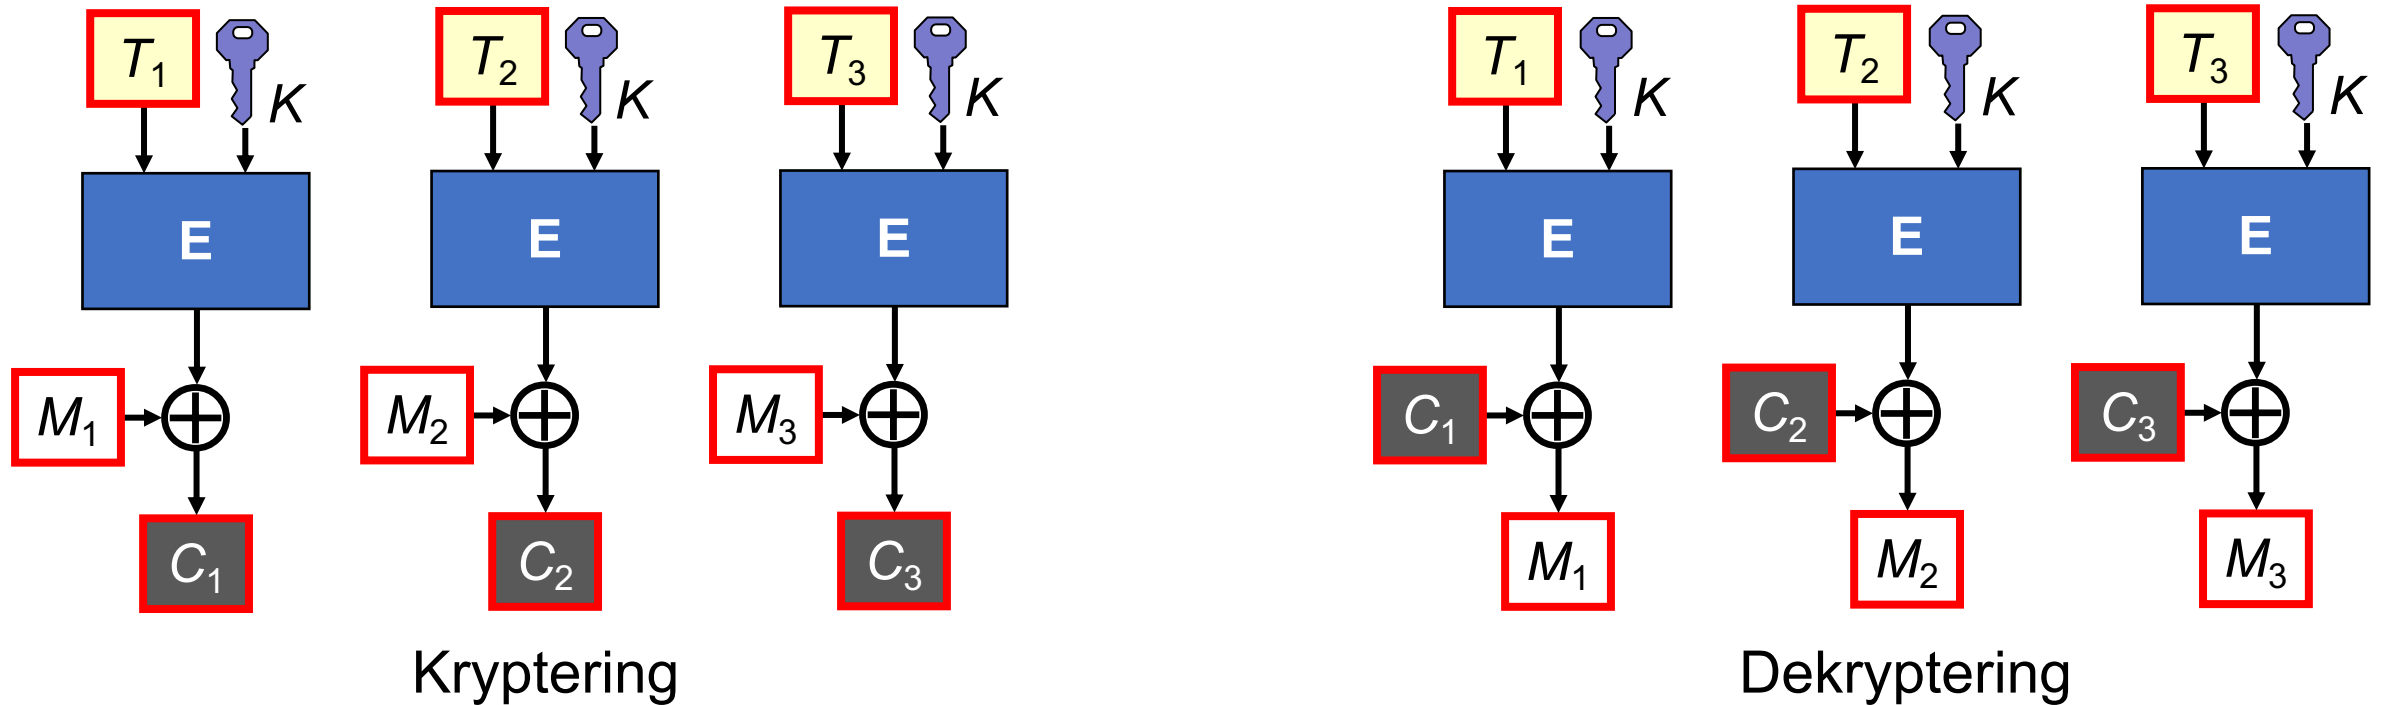 T1 K T2 K T3 K T1 K T2 K T3 K
E E E E E E
M1 M2 M3 C1 C2 C3
C1 C2 C3 M1 M2 M3
Kryptering Dekryptering